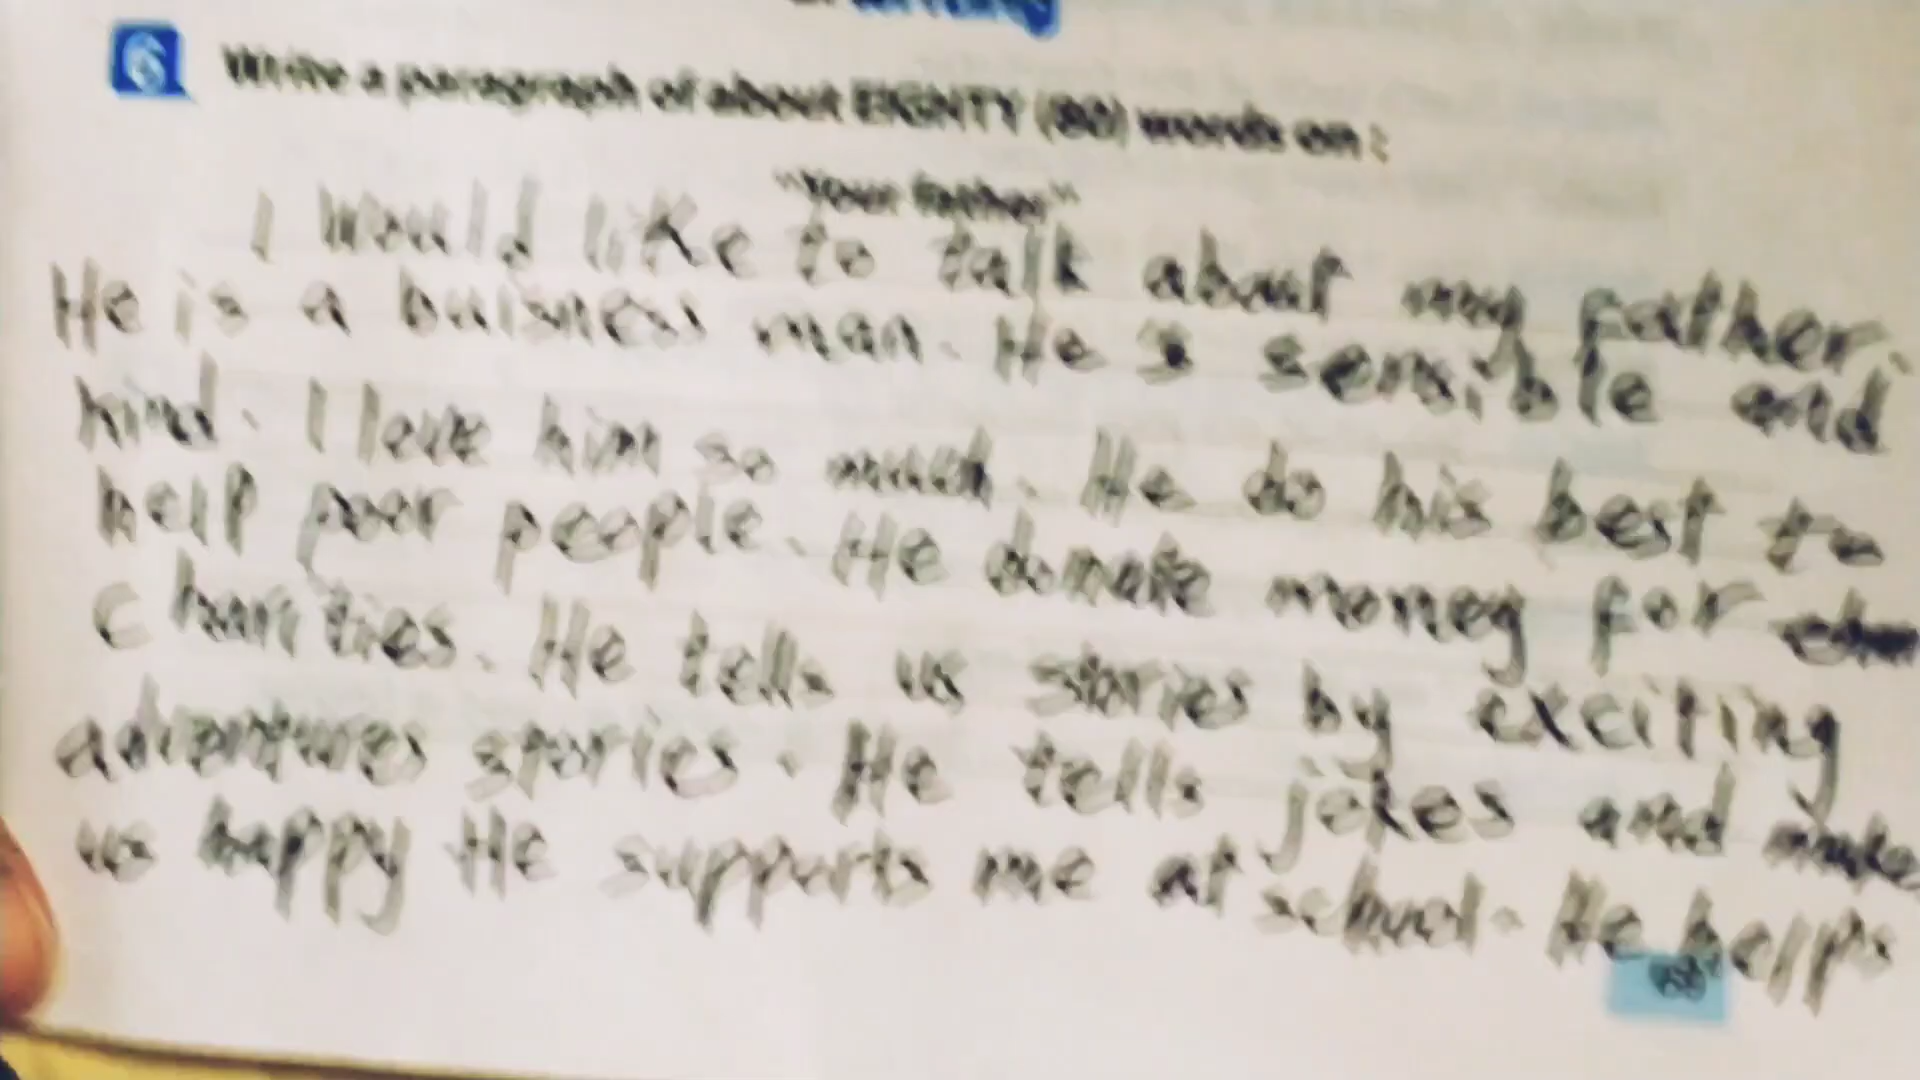 6 Write a paragraph of about EIGHTY (80) words on :
"Your father"
I would like to talk about my father.
He is a buisness man. He is sensible and
kind. I love him so much. He do his best to
help poor people. He donate money for
charities. He tells us stories by exciting
adventures stories. He tells jokes and make
us happy He supports me at school. He helps